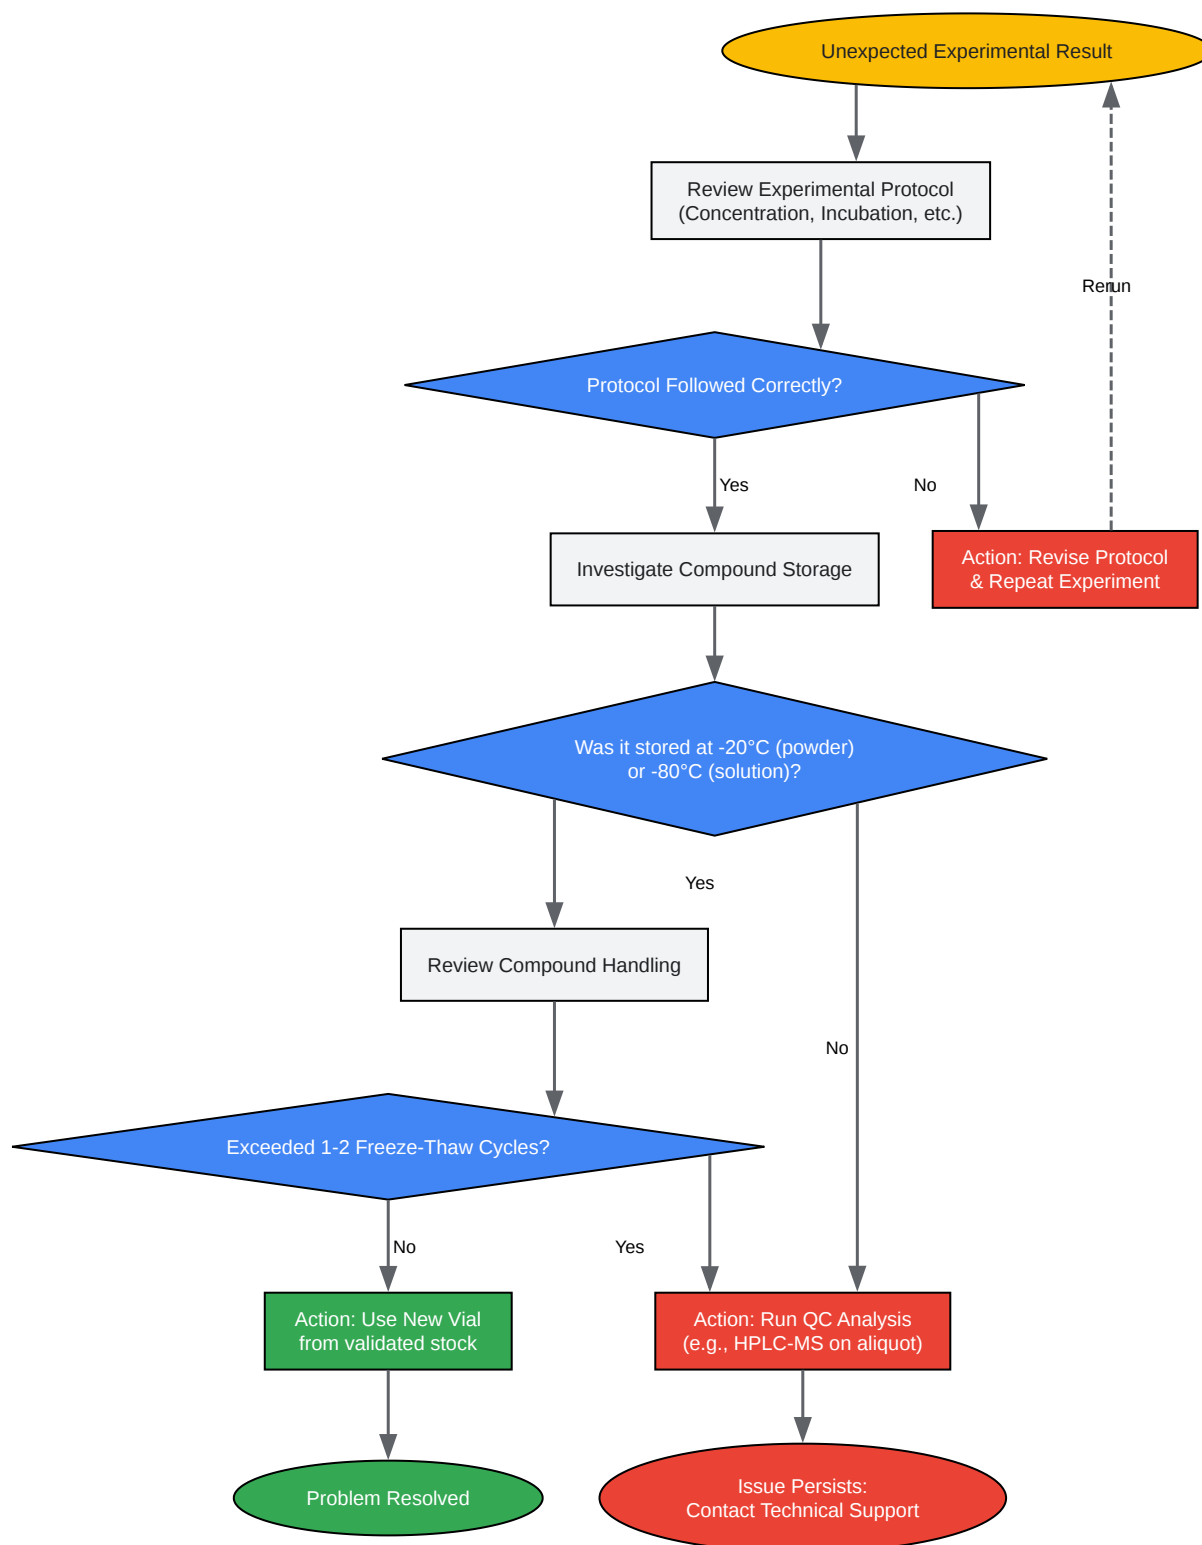 Unexpected Experimental Result
Review Experimental Protocol
(Concentration, Incubation, etc.)
Rerun
Protocol Followed Correctly?
Yes
No
Investigate Compound Storage
Action: Revise Protocol
& Repeat Experiment
Was it stored at -20°C (powder)
or -80°C (solution)?
Yes
Review Compound Handling
No
Exceeded 1-2 Freeze-Thaw Cycles?
No
Yes
Action: Use New Vial
from validated stock
Action: Run QC Analysis
(e.g., HPLC-MS on aliquot)
Problem Resolved
Issue Persists:
Contact Technical Support